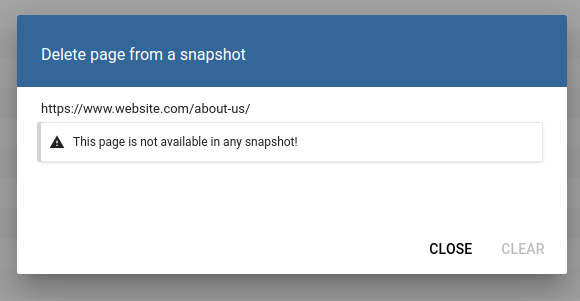 Delete page from a snapshot
https://www.website.com/about-us/
This page is not available in any snapshot!
CLOSE CLEAR